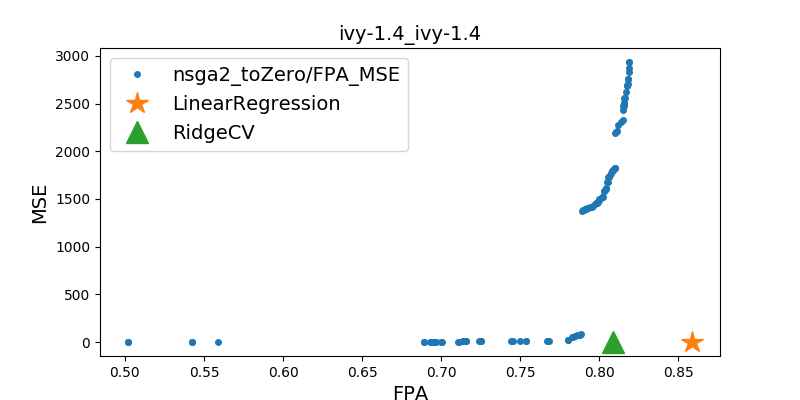 ivy-1.4_ivy-1.4
3000
2500
2000
1500
1000
500
0
MSE
nsga2_toZero/FPA_MSE
LinearRegression
RidgeCV
0.50 0.55 0.60 0.65 0.70 0.75 0.80 0.85
FPA